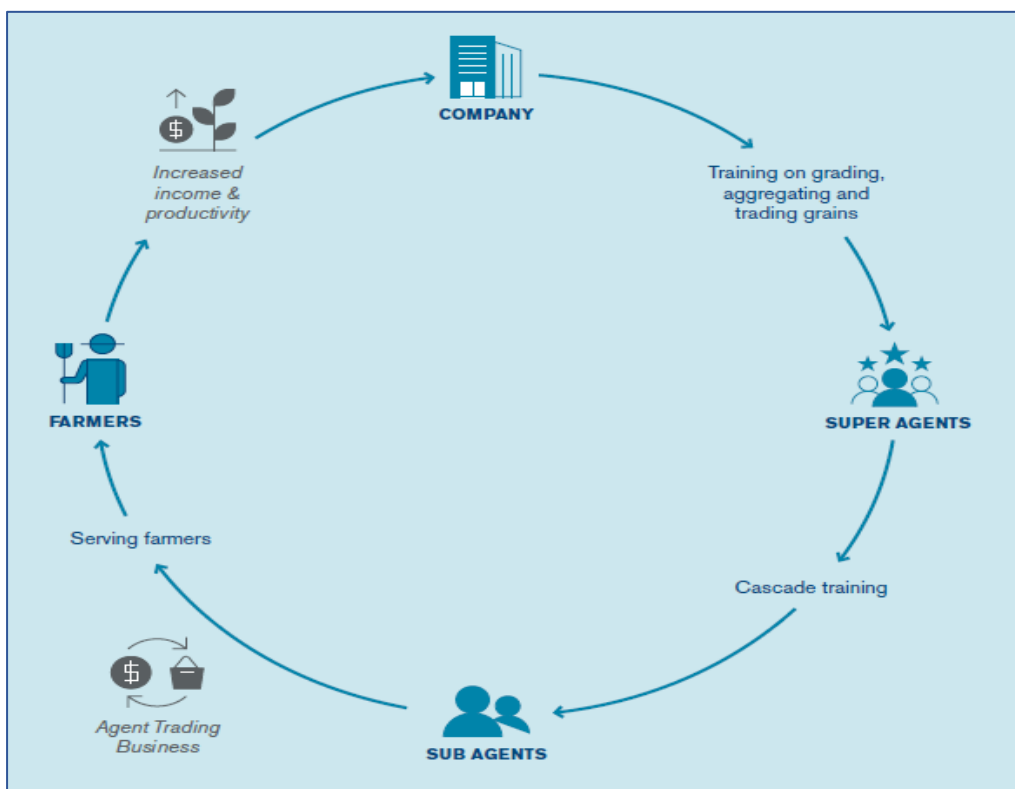 COMPANY
Training on grading,
aggregating and
trading grains
SUPER AGENTS
Cascade training
SUB AGENTS
Agent Trading
Business
Serving farmers
FARMERS
Increased
income &
productivity